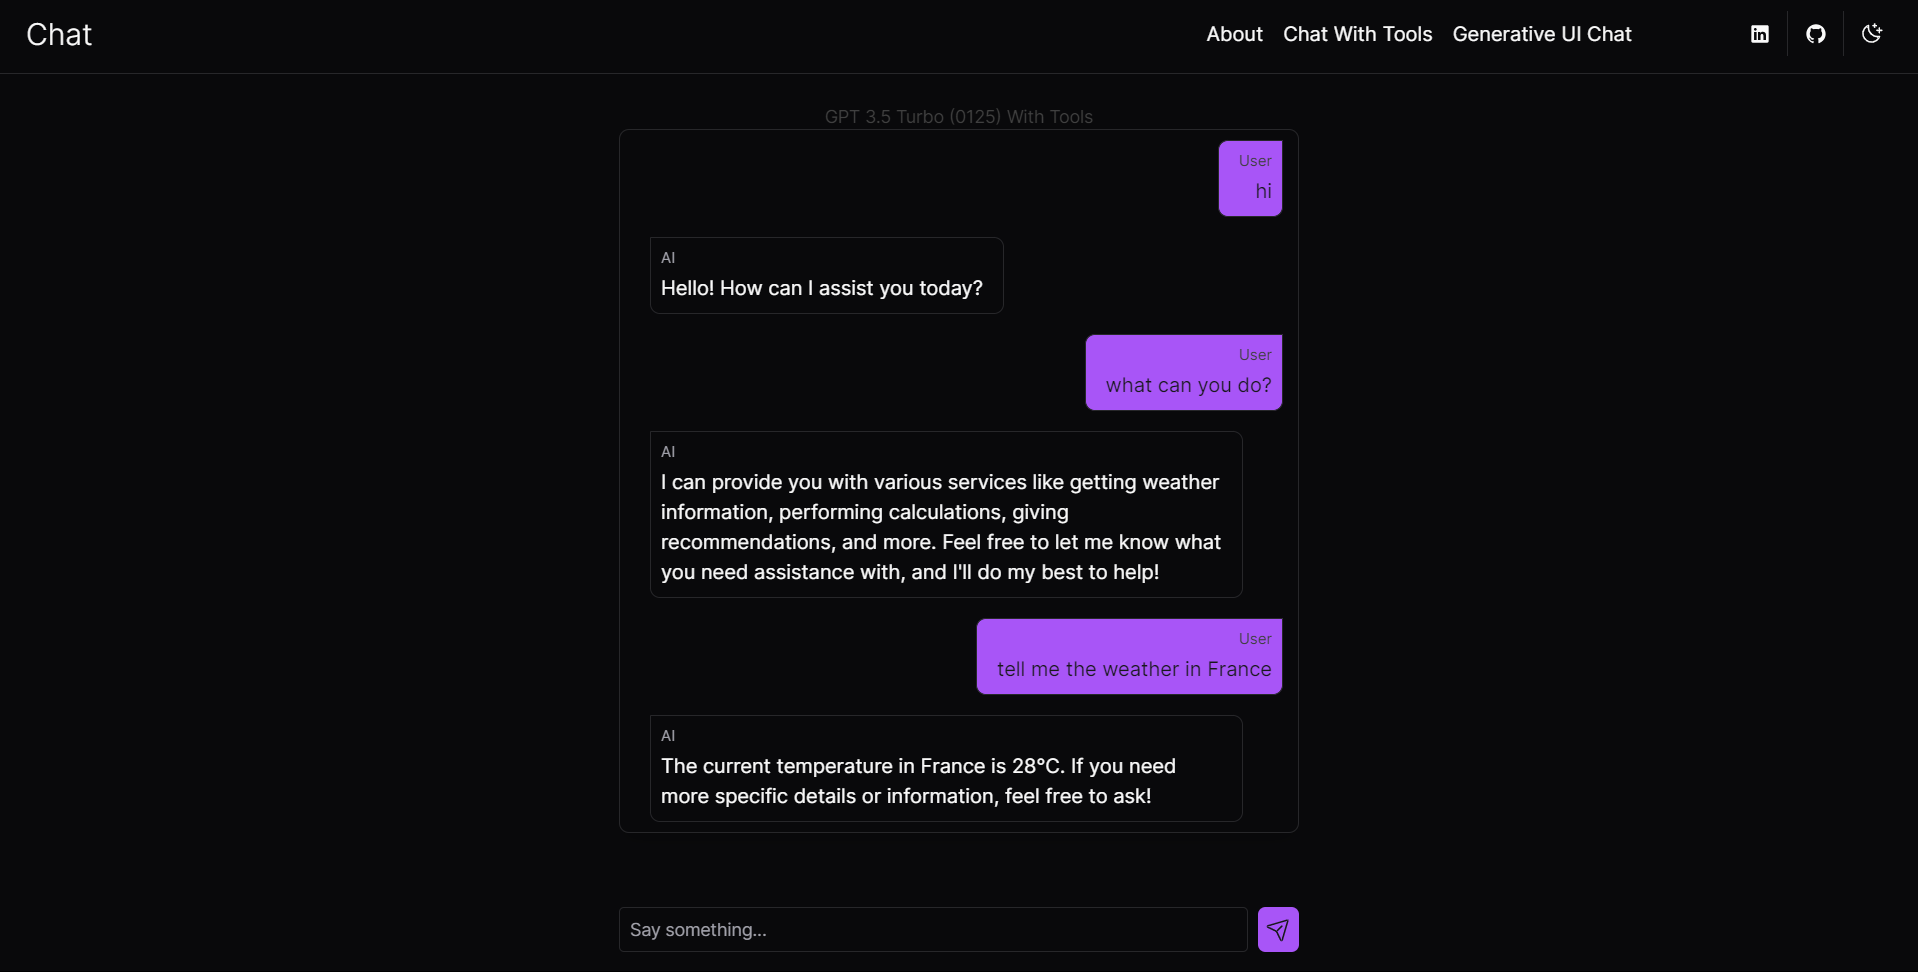 Chat
About Chat With Tools Generative UI Chat
GPT 3.5 Turbo (0125) With Tools
User
hi
AI
Hello! How can I assist you today?
User
what can you do?
AI
I can provide you with various services like getting weather
information, performing calculations, giving
recommendations, and more. Feel free to let me know what
you need assistance with, and I'll do my best to help!
User
tell me the weather in France
AI
The current temperature in France is 28°C. If you need
more specific details or information, feel free to ask!
Say something...